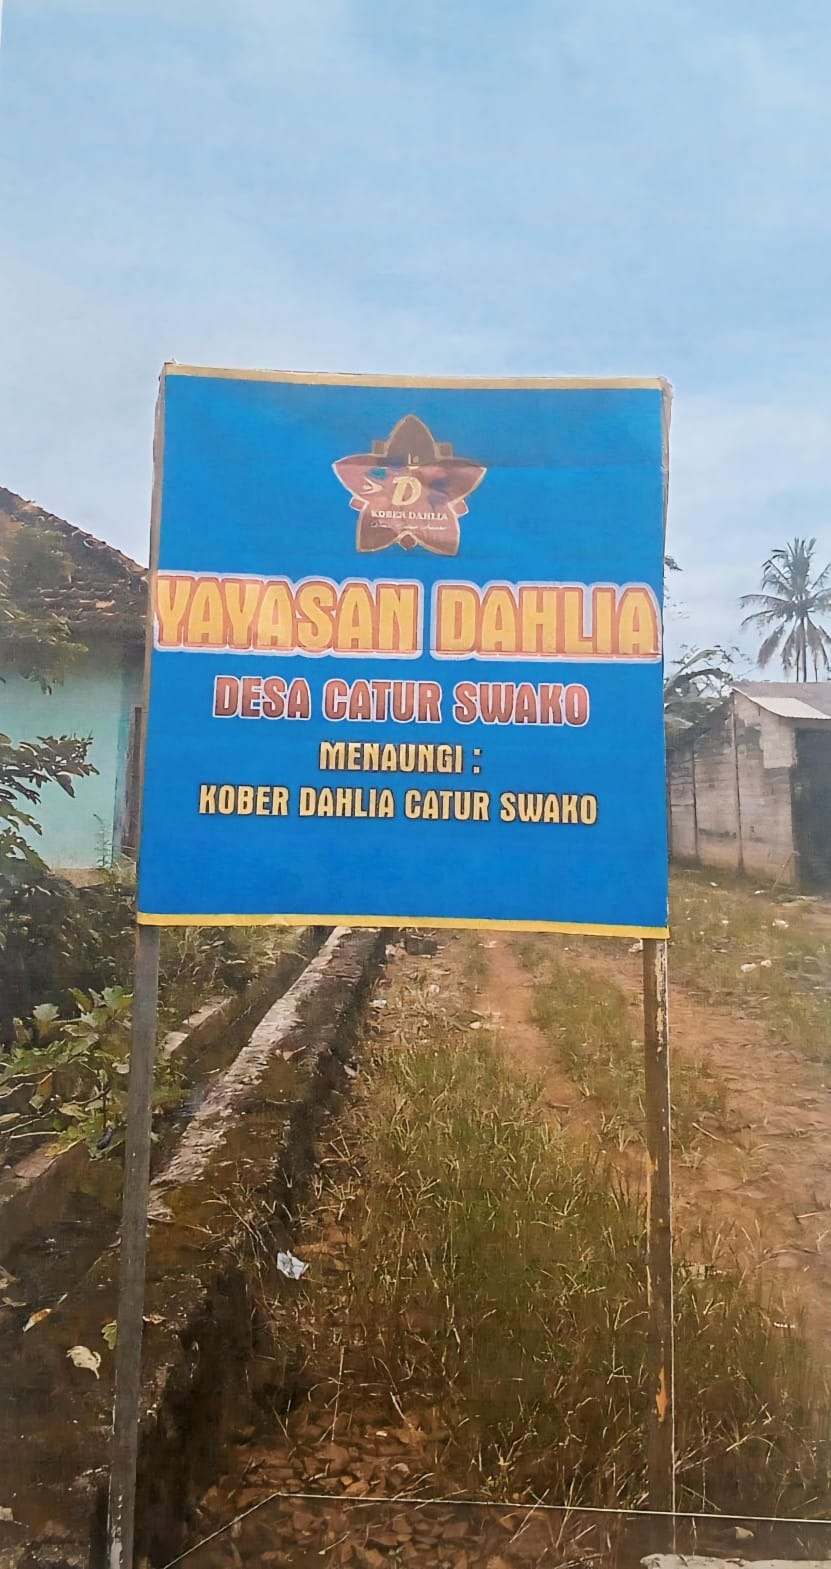 D
KOBER DAHLIA
YAYASAN DAHLIA
DESA CATUR SWAKO
MENAUNGI :
KOBER DAHLIA CATUR SWAKO